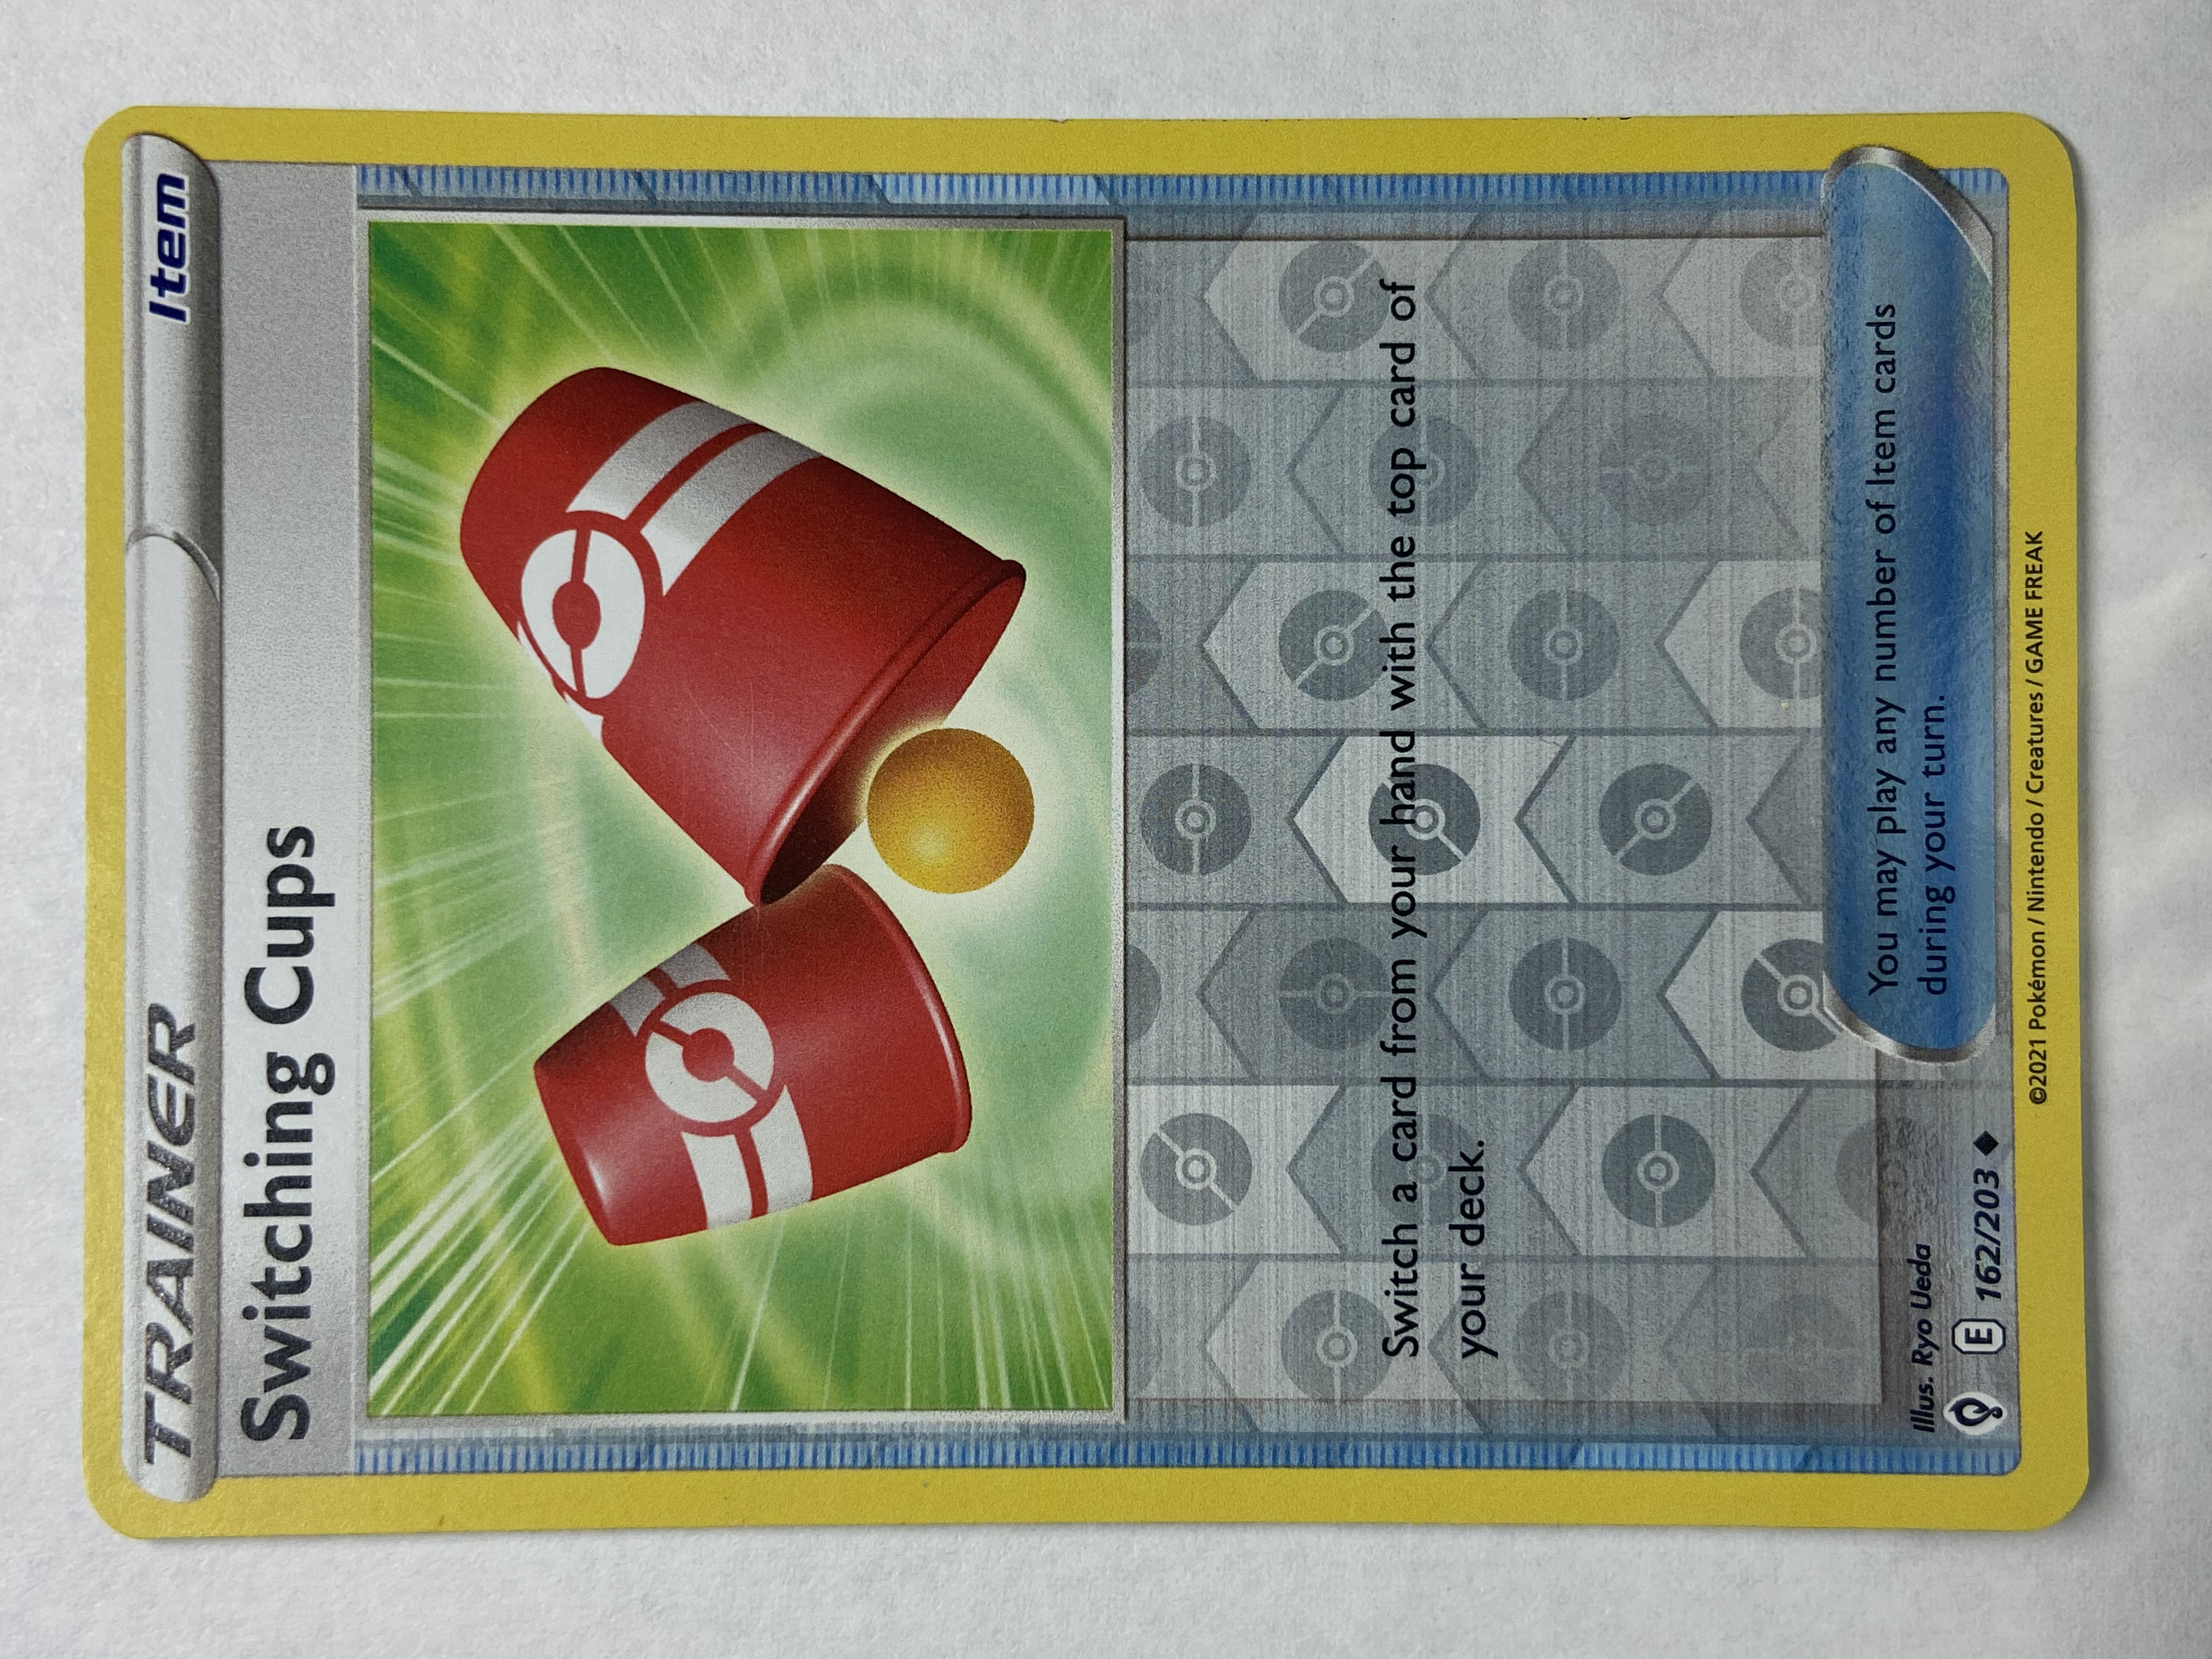 TRAINER Item
Switching Cups
Switch a card from your hand with the top card of
your deck.
You may play any number of Item cards
during your turn.
Illus. Ryo Ueda
E 162/203
©2021 Pokémon / Nintendo / Creatures / GAME FREAK